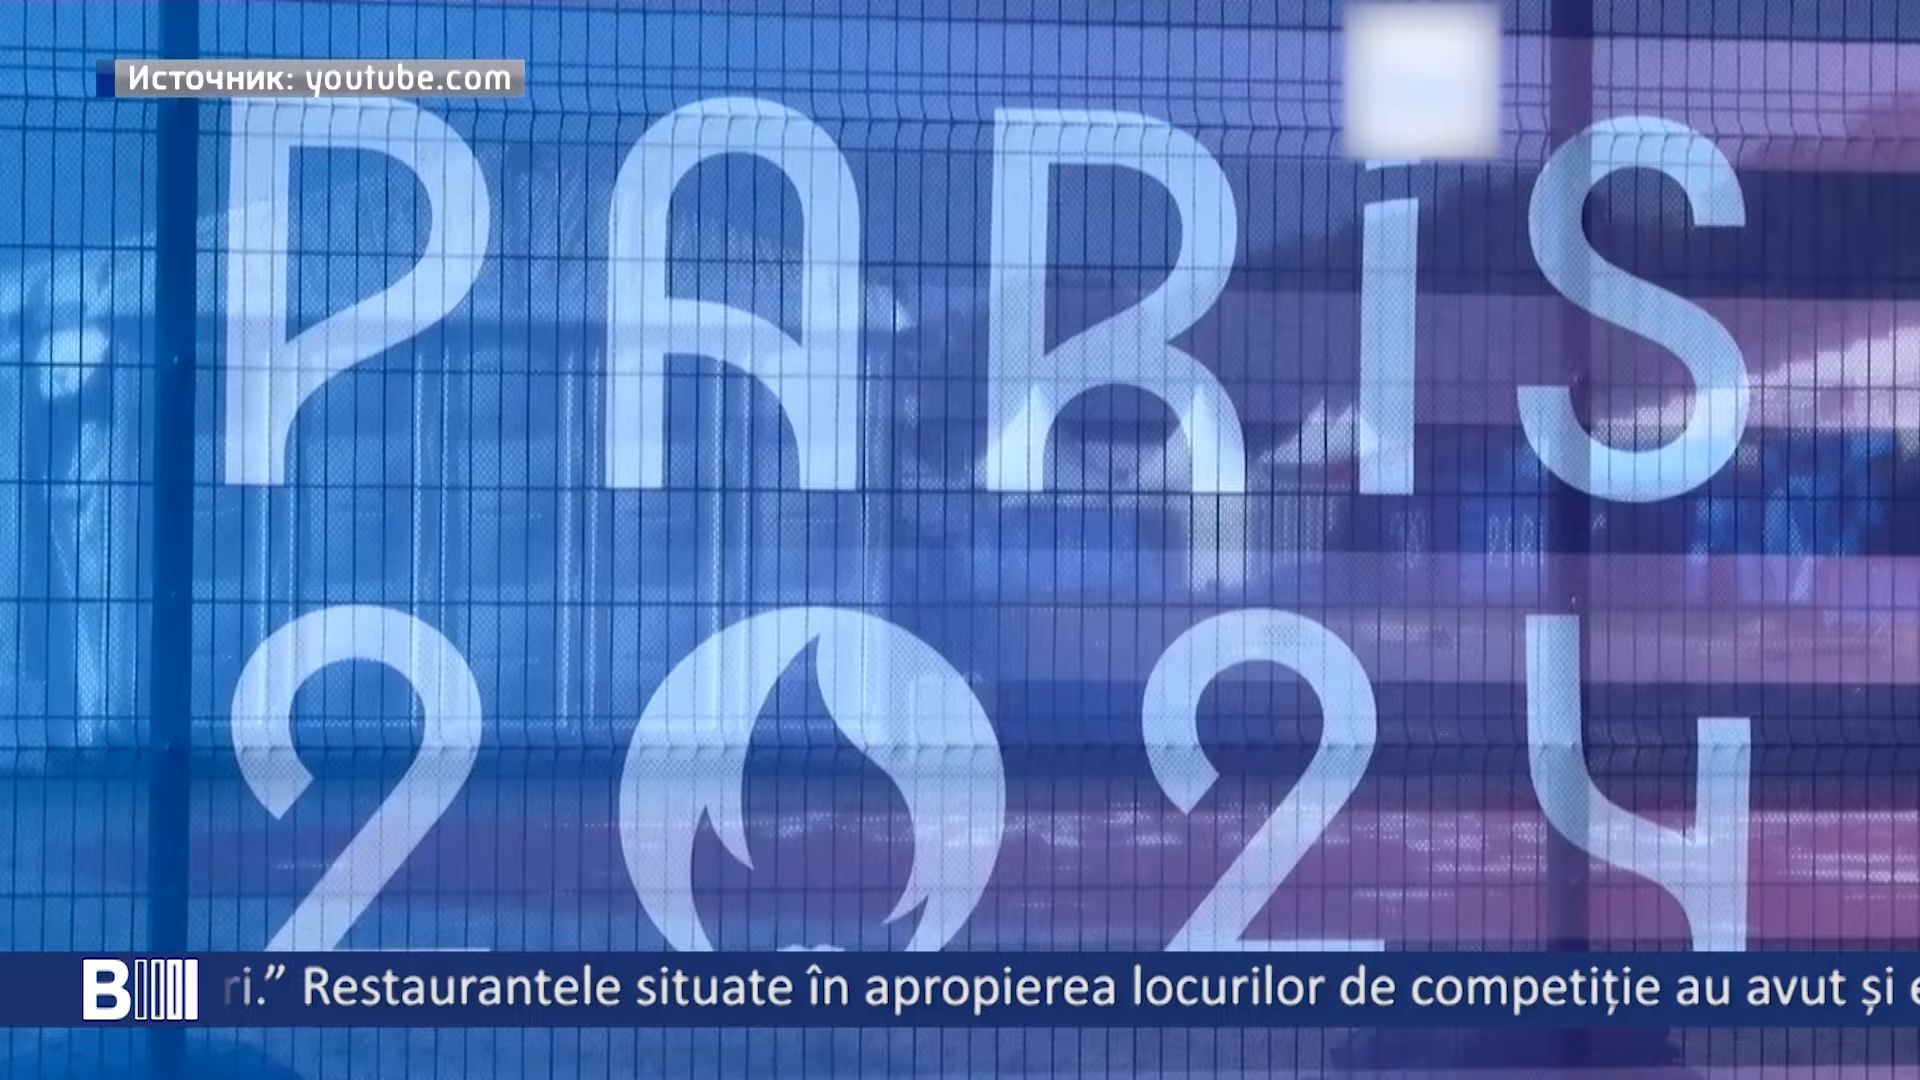 Источник: youtube.com
PARiS
2024
B
ri.” Restaurantele situate în apropierea locurilor de competiție au avut și e